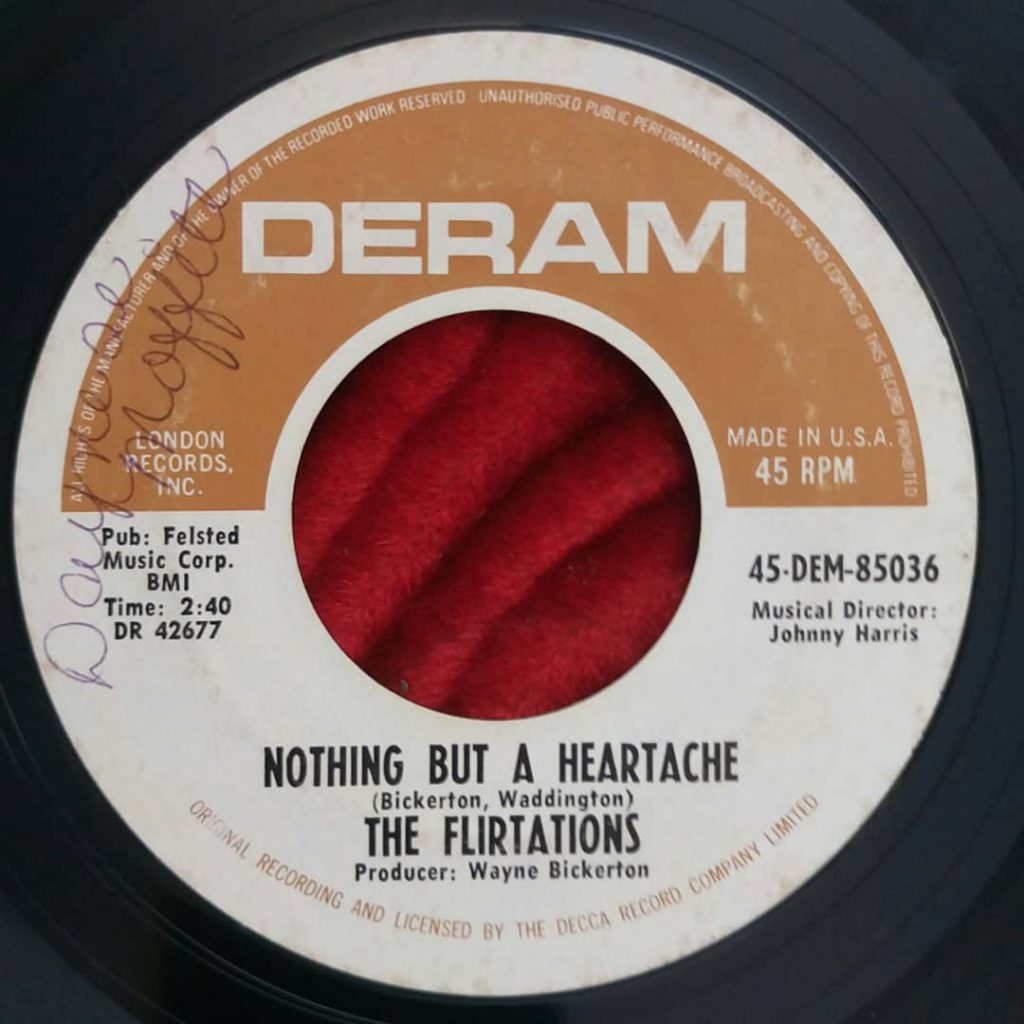 ALL RIGHTS OF THE MANUFACTURER AND OF THE OWNER OF THE RECORDED WORK RESERVED UNAUTHORISED PUBLIC PERFORMANCE BROADCASTING AND COPYING OF THIS RECORD PROHIBITED
DERAM
LONDON
RECORDS,
INC.
MADE IN U.S.A.
45 RPM
Pub: Felsted
Music Corp.
BMI
Time: 2:40
DR 42677
45-DEM-85036
Musical Director:
Johnny Harris
NOTHING BUT A HEARTACHE
(Bickerton, Waddington)
THE FLIRTATIONS
Producer: Wayne Bickerton
ORIGINAL RECORDING AND LICENSED BY THE DECCA RECORD COMPANY LIMITED